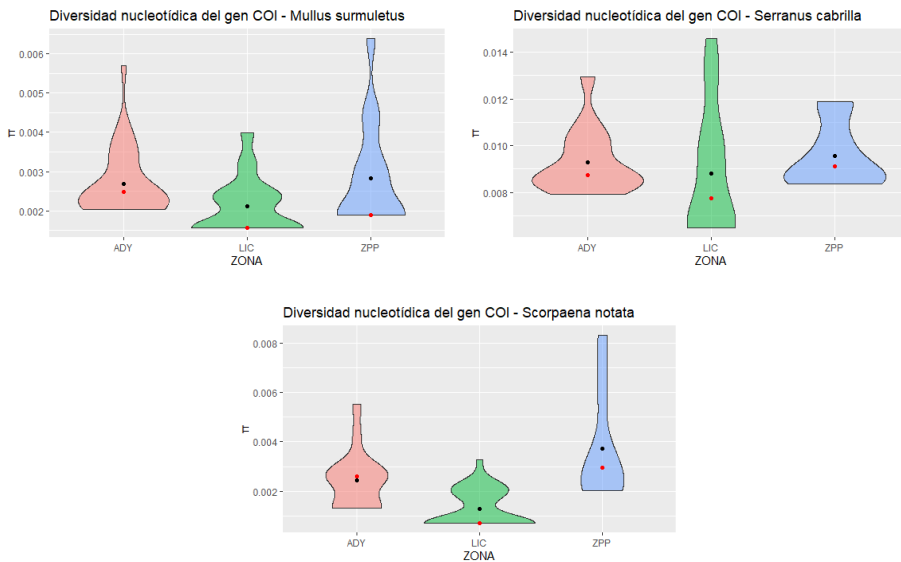 Diversidad nucleotídica del gen COI - Mullus surmuletus
0.006
0.005
0.004
0.003
0.002
π
ADY LIC ZPP
ZONA
Diversidad nucleotídica del gen COI - Serranus cabrilla
0.014
0.012
0.010
0.008
π
ADY LIC ZPP
ZONA
Diversidad nucleotídica del gen COI - Scorpaena notata
0.008
0.006
0.004
0.002
π
ADY LIC ZPP
ZONA